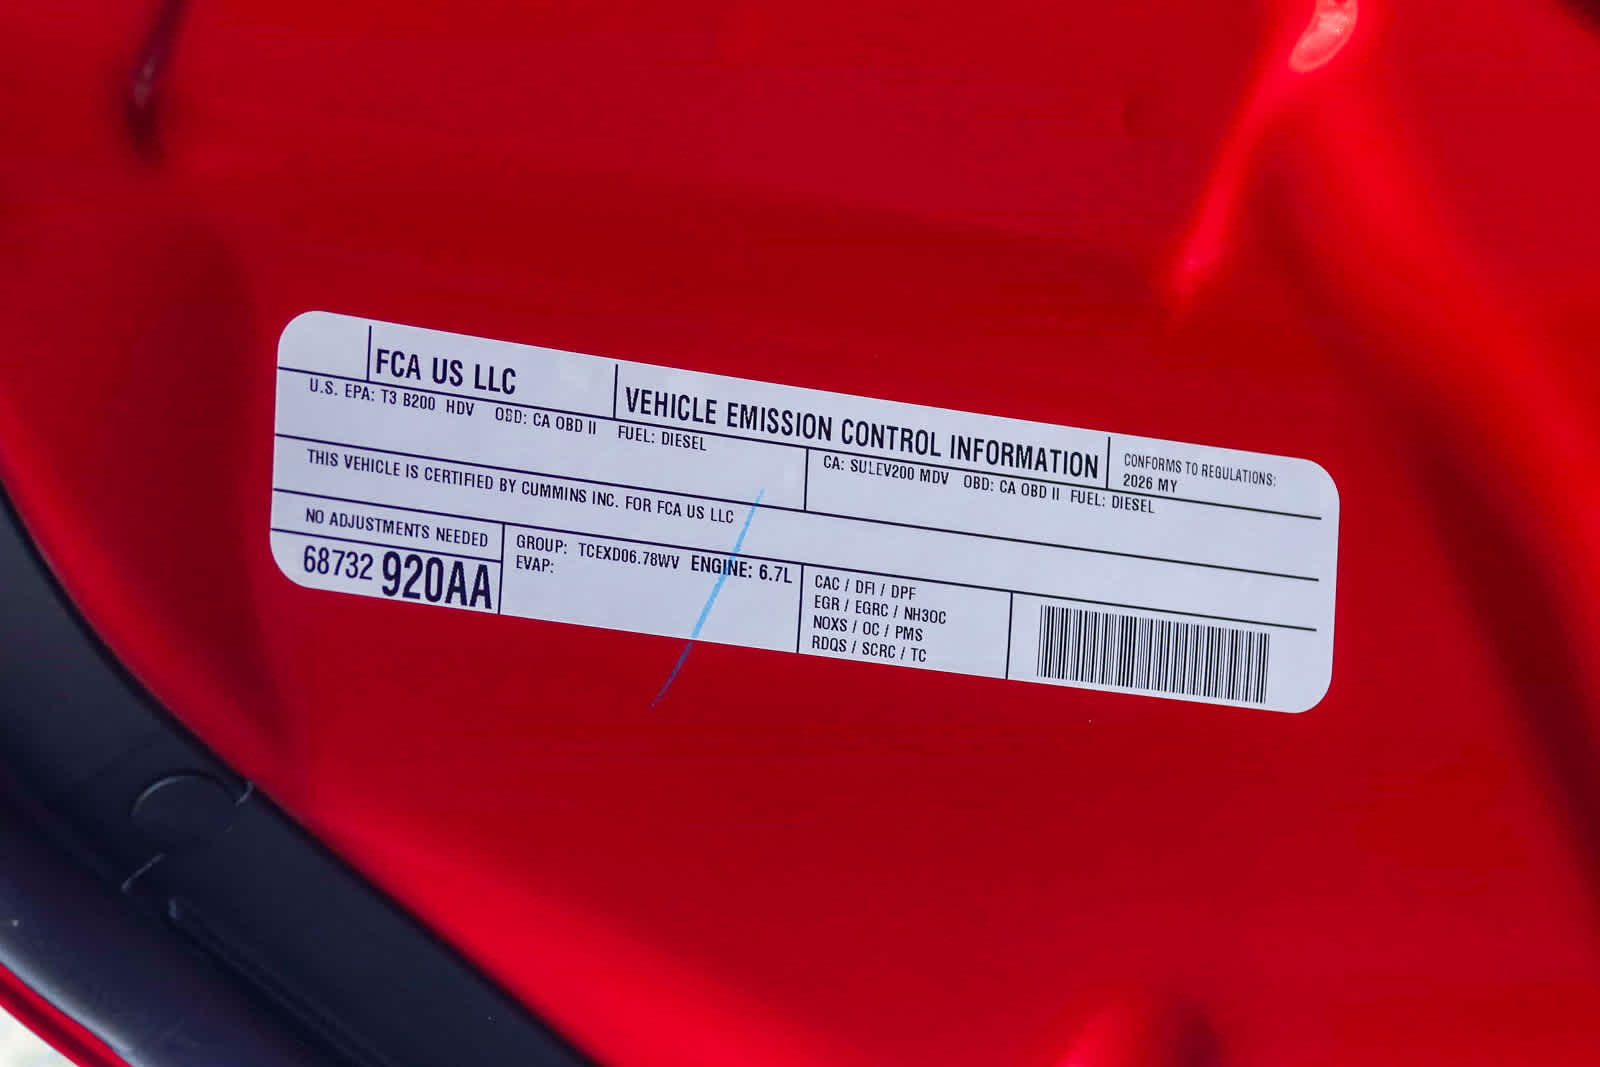 FCA US LLC
VEHICLE EMISSION CONTROL INFORMATION
CONFORMS TO REGULATIONS:
2026 MY
U.S. EPA: T3 B200 HDV OBD: CA OBD II FUEL: DIESEL
CA: SULEV200 MDV OBD: CA OBD II FUEL: DIESEL
THIS VEHICLE IS CERTIFIED BY CUMMINS INC. FOR FCA US LLC
NO ADJUSTMENTS NEEDED
68732 920AA
GROUP: TCEXD06.78WV ENGINE: 6.7L
EVAP:
CAC / DFI / DPF
EGR / EGRC / NH3OC
NOXS / OC / PMS
RDQS / SCRC / TC